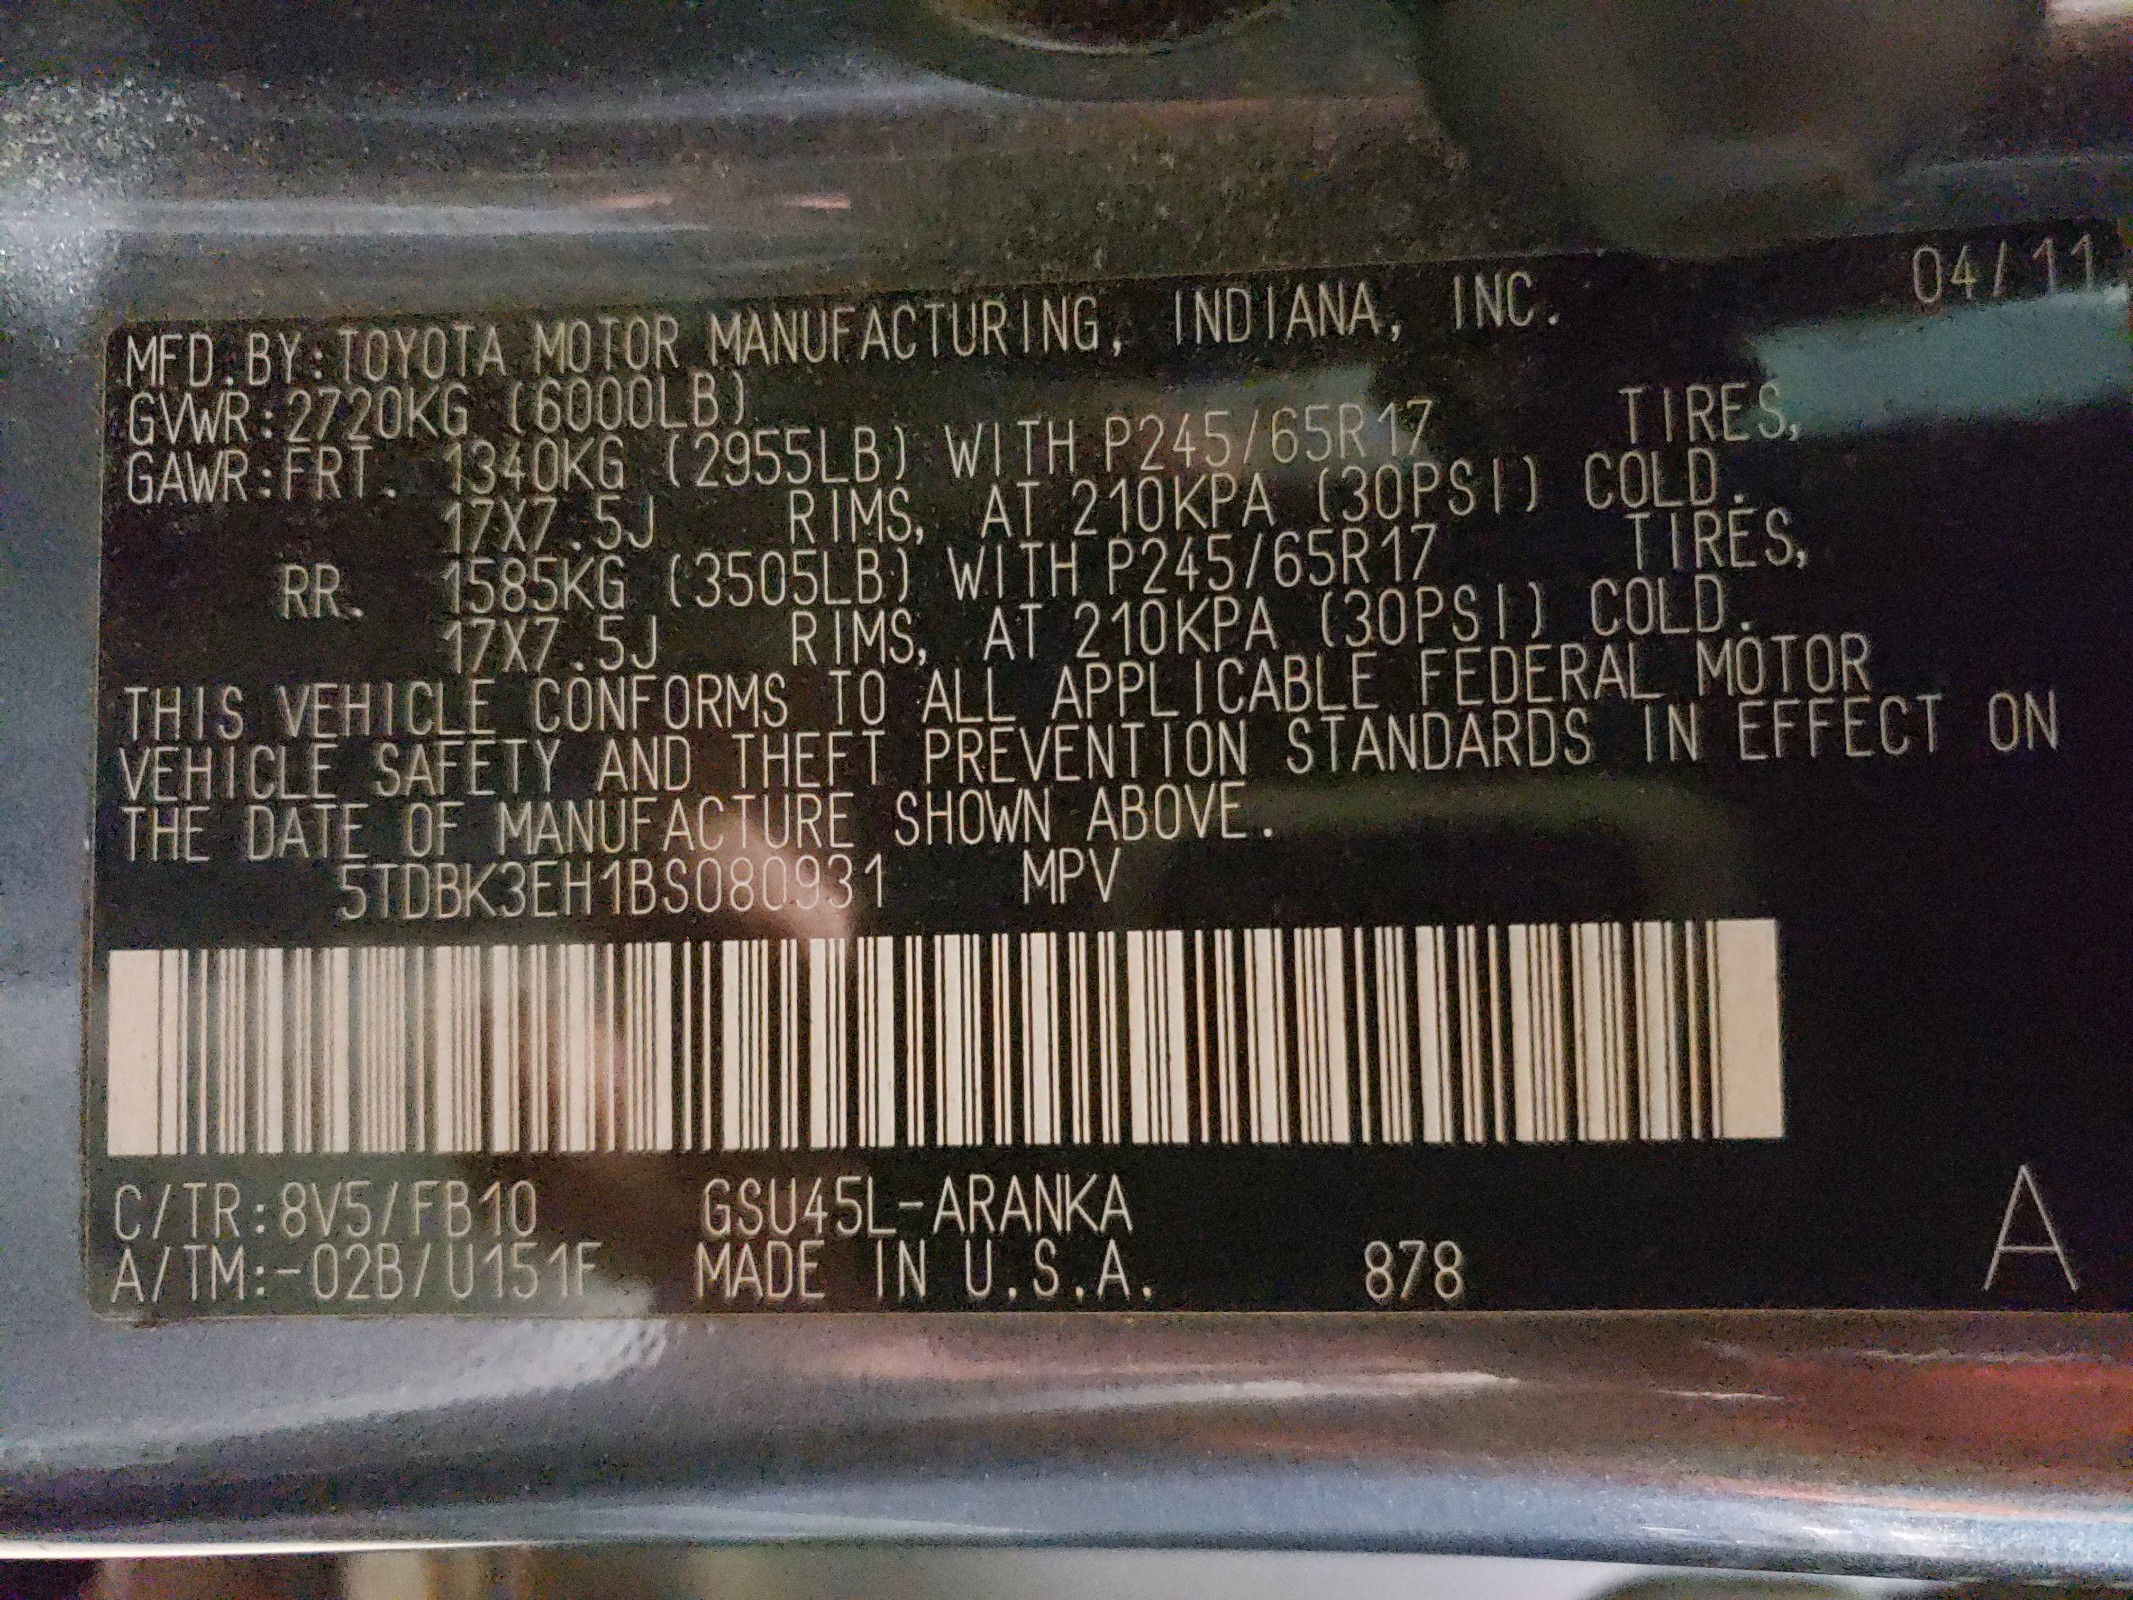 04/11
MFD.BY:TOYOTA MOTOR MANUFACTURING, INDIANA, INC.
GVWR:2720KG (6000LB)
GAWR:FRT. 1340KG (2955LB) WITH P245/65R17 TIRES,
17X7.5J RIMS, AT 210KPA (30PSI) COLD.
RR. 1585KG (3505LB) WITH P245/65R17 TIRES,
17X7.5J RIMS, AT 210KPA (30PSI) COLD.
THIS VEHICLE CONFORMS TO ALL APPLICABLE FEDERAL MOTOR
VEHICLE SAFETY AND THEFT PREVENTION STANDARDS IN EFFECT ON
THE DATE OF MANUFACTURE SHOWN ABOVE.
5TDBK3EH1BS080931 MPV
C/TR:8V5/FB10 GSU45L-ARANKA
A/TM:-02B/U151F MADE IN U.S.A. 878
A